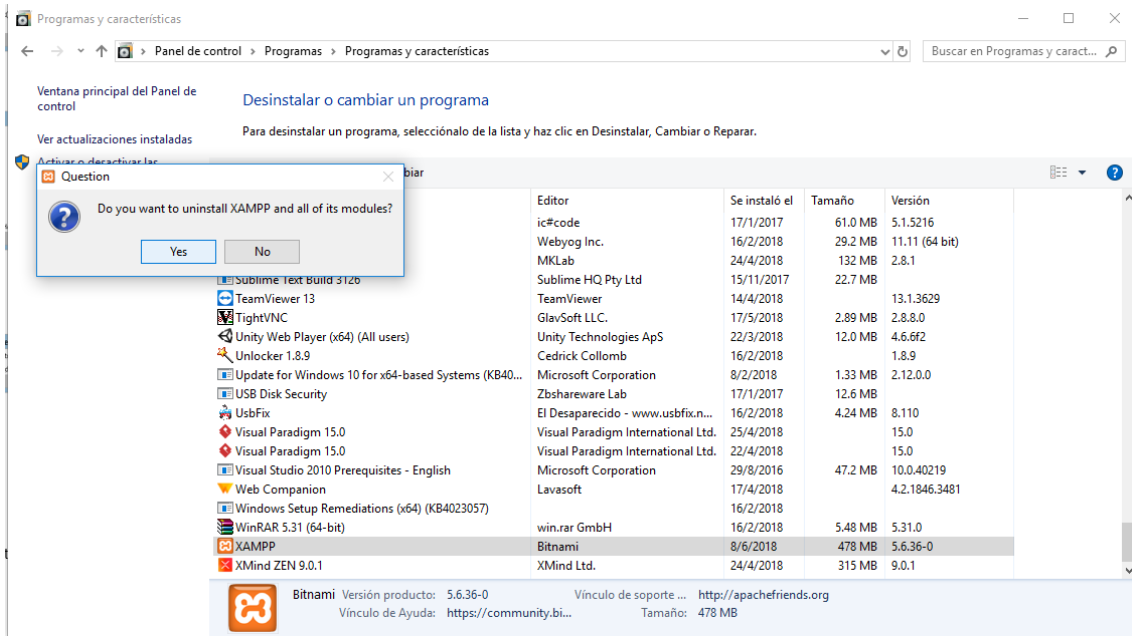 Programas y características
Panel de control > Programas > Programas y características
Buscar en Programas y caract...
Ventana principal del Panel de
control
Ver actualizaciones instaladas
Activar o desactivar las
Desinstalar o cambiar un programa
Para desinstalar un programa, selecciónalo de la lista y haz clic en Desinstalar, Cambiar o Reparar.
biar
Question
Do you want to uninstall XAMPP and all of its modules?
Yes No
Editor Se instaló el Tamaño Versión
ic#code 17/1/2017 61.0 MB 5.1.5216
Webyog Inc. 16/2/2018 29.2 MB 11.11 (64 bit)
MKLab 24/4/2018 132 MB 2.8.1
Sublime Text Build 3126 Sublime HQ Pty Ltd 15/11/2017 22.7 MB
TeamViewer 13 TeamViewer 14/4/2018 13.1.3629
TightVNC GlavSoft LLC. 17/5/2018 2.89 MB 2.8.8.0
Unity Web Player (x64) (All users) Unity Technologies ApS 22/3/2018 12.0 MB 4.6.6f2
Unlocker 1.8.9 Cedrick Collomb 16/2/2018 1.8.9
Update for Windows 10 for x64-based Systems (KB40... Microsoft Corporation 8/2/2018 1.33 MB 2.12.0.0
USB Disk Security Zbshareware Lab 17/1/2017 12.6 MB
UsbFix El Desaparecido - www.usbfix.n... 16/2/2018 4.24 MB 8.110
Visual Paradigm 15.0 Visual Paradigm International Ltd. 25/4/2018 15.0
Visual Paradigm 15.0 Visual Paradigm International Ltd. 22/4/2018 15.0
Visual Studio 2010 Prerequisites - English Microsoft Corporation 29/8/2016 47.2 MB 10.0.40219
Web Companion Lavasoft 17/4/2018 4.2.1846.3481
Windows Setup Remediations (x64) (KB4023057) 16/2/2018
WinRAR 5.31 (64-bit) win.rar GmbH 16/2/2018 5.48 MB 5.31.0
XAMPP Bitnami 8/6/2018 478 MB 5.6.36-0
XMind ZEN 9.0.1 XMind Ltd. 24/4/2018 315 MB 9.0.1
Bitnami Versión producto: 5.6.36-0 Vínculo de soporte ... http://apachefriends.org
Vínculo de Ayuda: https://community.bi... Tamaño: 478 MB